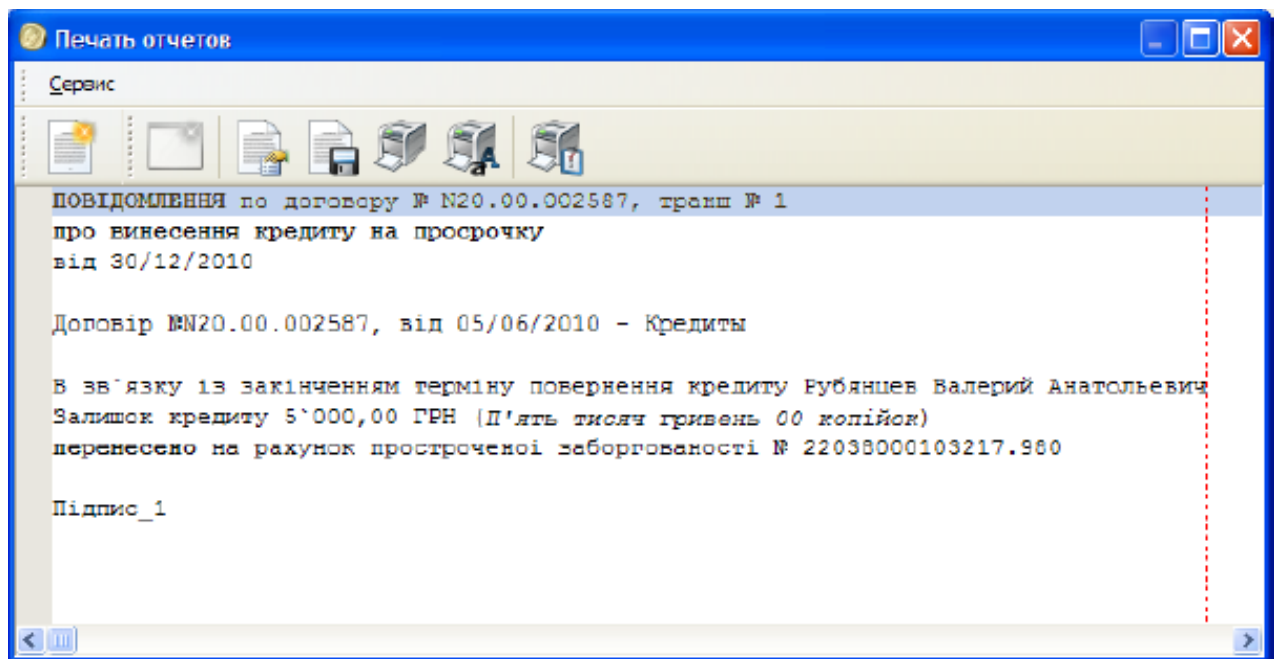 Печать отчетов
Сервис
ПОВІДОМЛЕННЯ по договору № N20.00.002587, транш № 1
про винесення кредиту на просрочку
від 30/12/2010
Договір №N20.00.002587, від 05/06/2010 - Кредиты
В зв`язку із закінченням терміну повернення кредиту Рубянцев Валерий Анатольевич
Залишок кредиту 5`000,00 ГРН (П'ять тисяч гривень 00 копійок)
перенесено на рахунок простроченої заборгованості № 22038000103217.980
Підпис_1